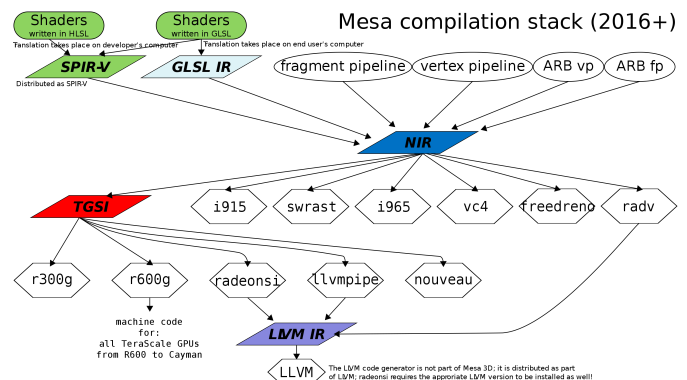 Mesa compilation stack (2016+)
Shaders
written in HLSL
Shaders
written in GLSL
Tanslation takes place on developer's computer
Tanslation takes place on end user's computer
SPIR-V
GLSL IR
fragment pipeline
vertex pipeline
ARB vp
ARB fp
Distributed as SPIR-V
NIR
TGSI
i915
swrast
i965
vc4
freedreno
radv
r300g
r600g
radeonsi
llvmpipe
nouveau
machine code
for:
all TeraScale GPUs
from R600 to Cayman
LLVM IR
LLVM
The LLVM code generator is not part of Mesa 3D; it is distributed as part
of LLVM; radeonsi requires the approriate LLVM version to be installed as well!